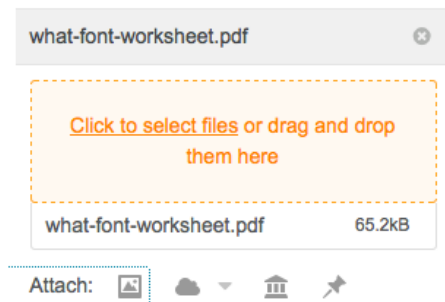 what-font-worksheet.pdf
Click to select files or drag and drop
them here
what-font-worksheet.pdf 65.2kB
Attach: